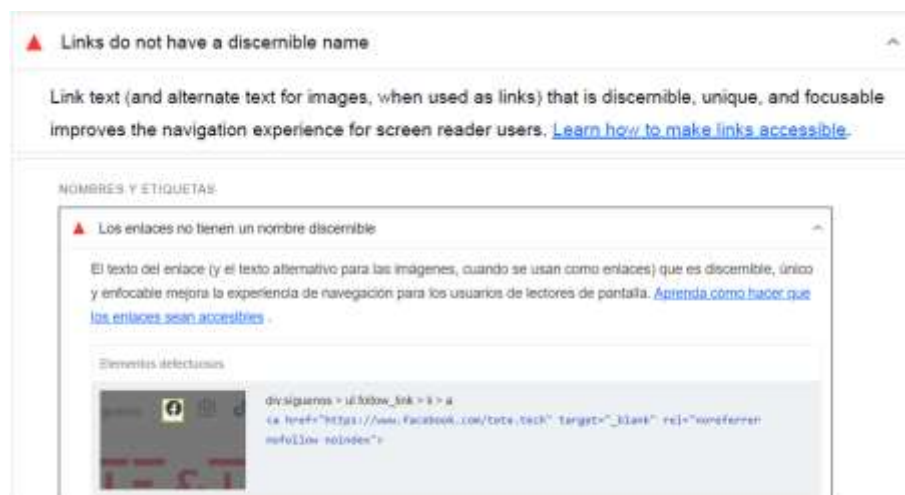 Links do not have a discernible name
Link text (and alternate text for images, when used as links) that is discernible, unique, and focusable
improves the navigation experience for screen reader users. Learn how to make links accessible.
NOMBRES Y ETIQUETAS
Los enlaces no tienen un nombre discernible
El texto del enlace (y el texto alternativo para las imágenes, cuando se usan como enlaces) que es discernible, único
y enfocable mejora la experiencia de navegación para los usuarios de lectores de pantalla. Aprenda cómo hacer que
los enlaces sean accesibles .
Elementos defectuosos
div.siguenos > ul.follow_link > li > a
<a href="https://www.facebook.com/tote.tech" target="_blank" rel="noreferrer
nofollow noindex">